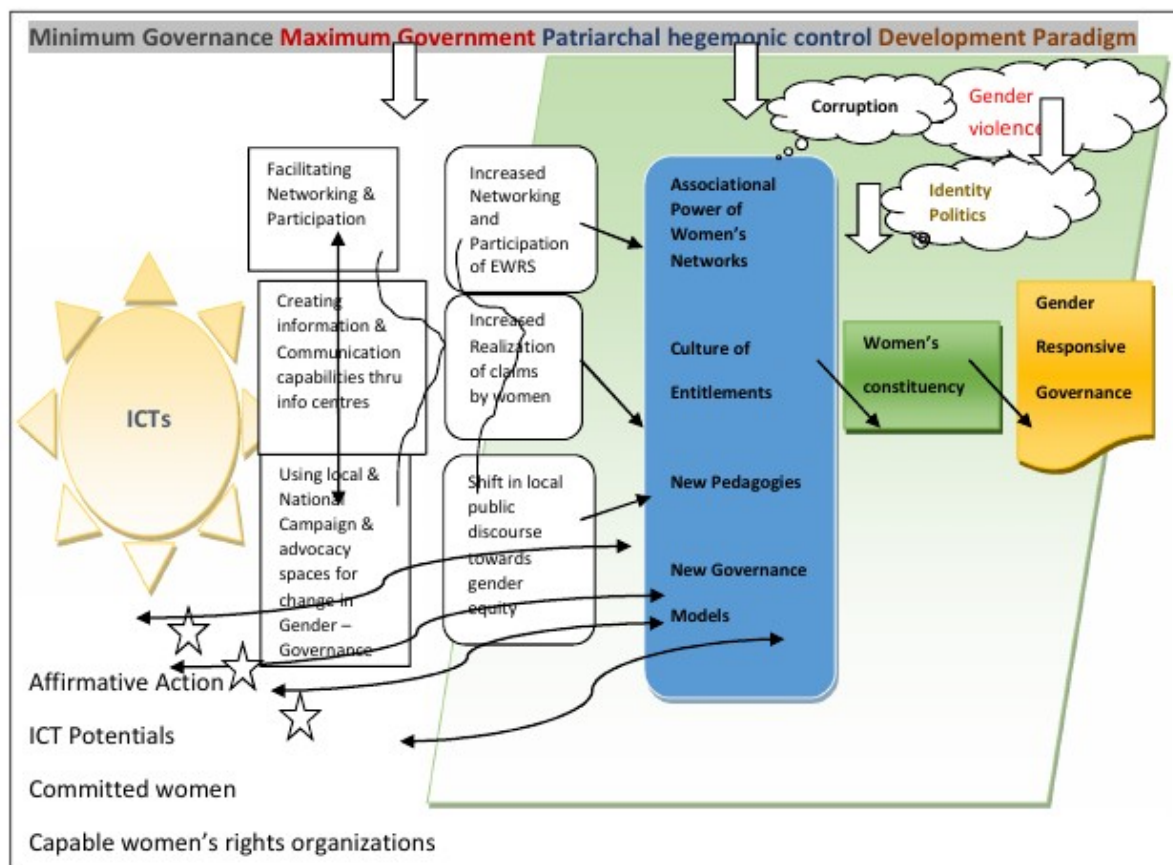 Minimum Governance Maximum Government Patriarchal hegemonic control Development Paradigm
Corruption
Gender
violence
Identity
Politics
Facilitating
Networking &
Participation
Increased
Networking
and
Participation
of EWRS
Associational
Power of
Women's
Networks
ICTs
Creating
information &
Communication
capabilities thru
info centres
Increased
Realization
of claims
by women
Culture of
Entitlements
Women's
constituency
Gender
Responsive
Governance
Using local &
National
Campaign &
advocacy
spaces for
change in
Gender –
Governance
Shift in local
public
discourse
towards
gender
equity
New Pedagogies
New Governance
Models
Affirmative Action
ICT Potentials
Committed women
Capable women's rights organizations